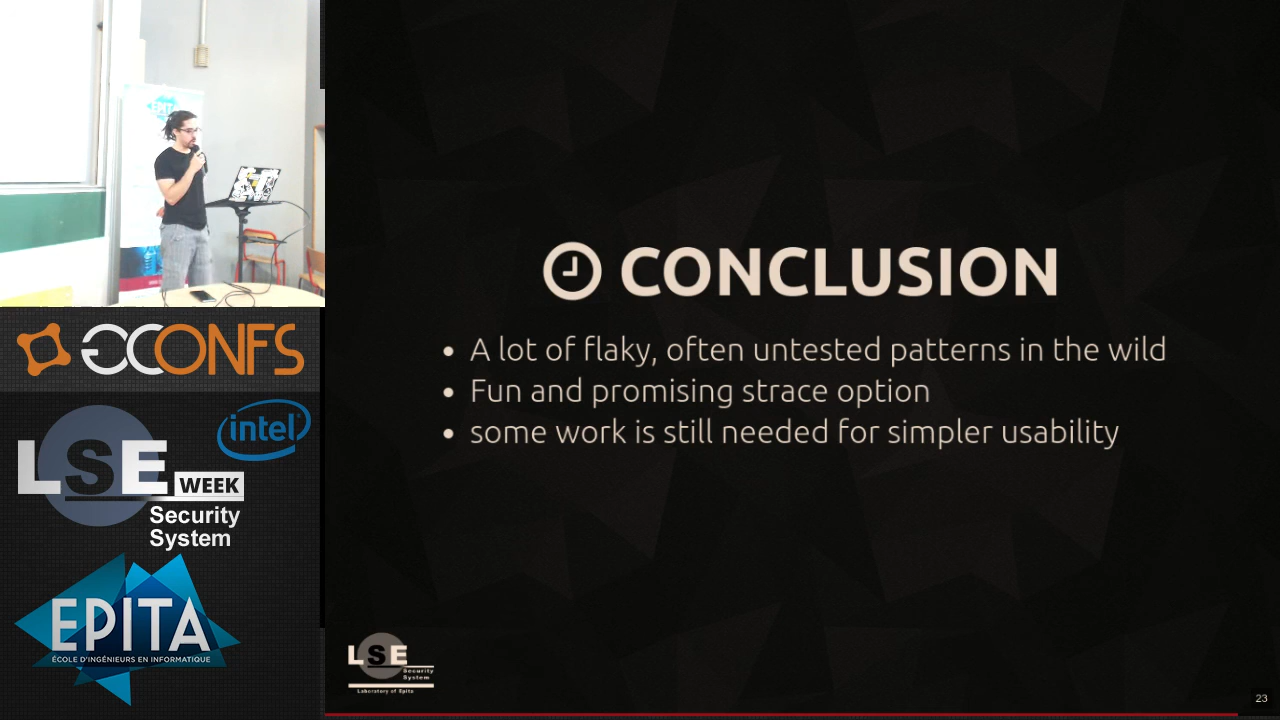 EPITA
GCONFS
intel
LSE
WEEK
Security
System
EPITA
ÉCOLE D'INGÉNIEURS EN INFORMATIQUE
CONCLUSION
• A lot of flaky, often untested patterns in the wild
• Fun and promising strace option
• some work is still needed for simpler usability
LSE
Security
System
Laboratory of Epita
23